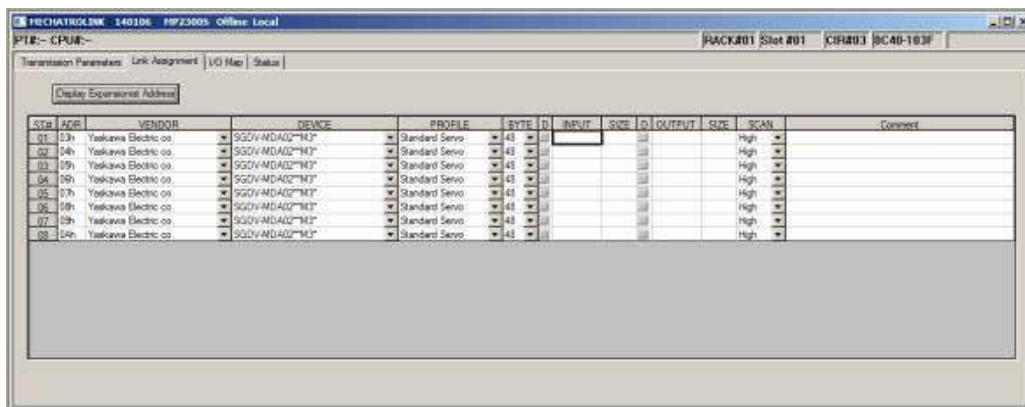 MECHATROLINK 140106 MP2300S Offline Local
PT#:- CPU#:- RACK#01 Slot #01 CIR#03 0C40-103F
Transmission Parameters Link Assignment I/O Map Status
Display Expansionist Address
ST# ADR VENDOR DEVICE PROFILE BYTE D INPUT SIZE D OUTPUT SIZE SCAN Comment
01 03h Yaskawa Electric co. SGDV-MDA02**M3* Standard Servo 48 High
02 04h Yaskawa Electric co. SGDV-MDA02**M3* Standard Servo 48 High
03 05h Yaskawa Electric co. SGDV-MDA02**M3* Standard Servo 48 High
04 06h Yaskawa Electric co. SGDV-MDA02**M3* Standard Servo 48 High
05 07h Yaskawa Electric co. SGDV-MDA02**M3* Standard Servo 48 High
06 08h Yaskawa Electric co. SGDV-MDA02**M3* Standard Servo 48 High
07 09h Yaskawa Electric co. SGDV-MDA02**M3* Standard Servo 48 High
08 0Ah Yaskawa Electric co. SGDV-MDA02**M3* Standard Servo 48 High